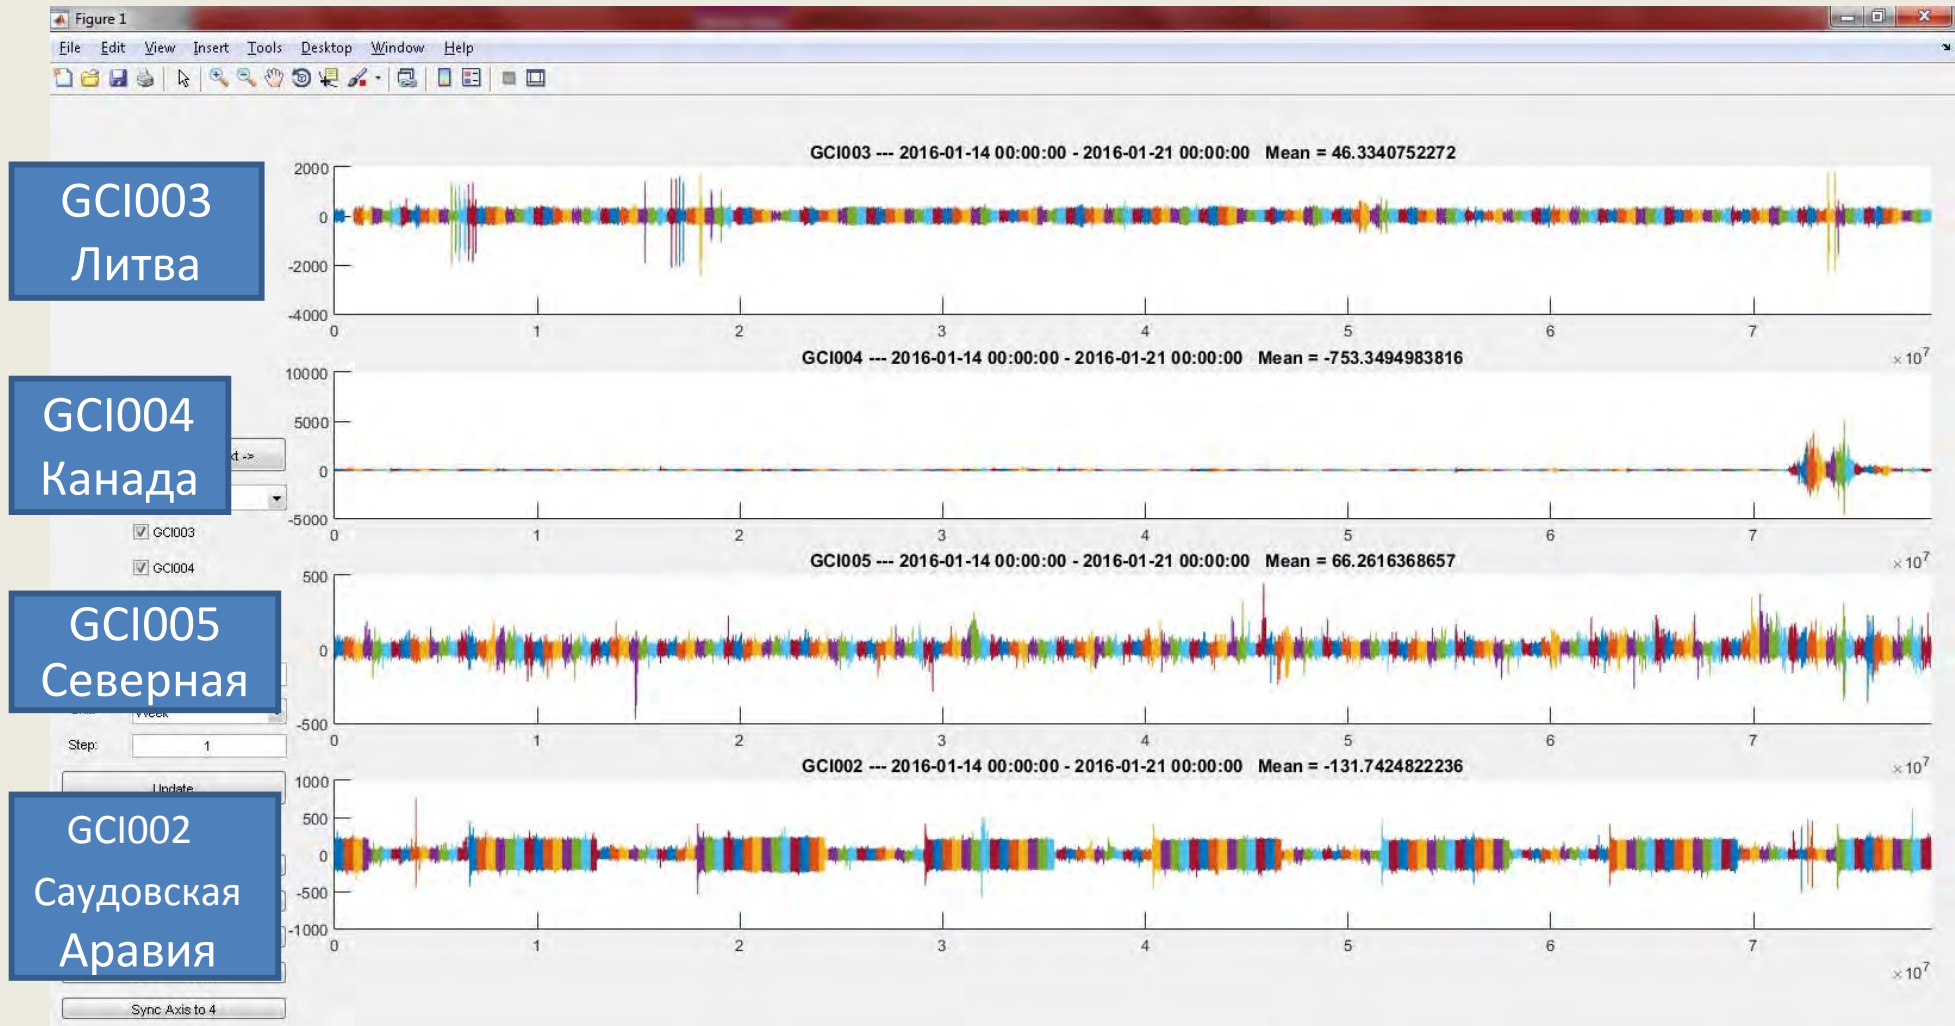 Figure 1
File Edit View Insert Tools Desktop Window Help
GCI003 --- 2016-01-14 00:00:00 - 2016-01-21 00:00:00 Mean = 46.3340752272
GCI003
Литва
2000
0
-2000
-4000
0 1 2 3 4 5 6 7
×10^7
GCI004 --- 2016-01-14 00:00:00 - 2016-01-21 00:00:00 Mean = -753.3494983816
GCI004
Канада
10000
5000
0
-5000
0 1 2 3 4 5 6 7
×10^7
GCI003
GCI004
GCI005 --- 2016-01-14 00:00:00 - 2016-01-21 00:00:00 Mean = 66.2616368657
GCI005
Северная
500
0
-500
0 1 2 3 4 5 6 7
×10^7
Week
Step: 1
Update
GCI002 --- 2016-01-14 00:00:00 - 2016-01-21 00:00:00 Mean = -131.7424822236
GCI002
Саудовская
Аравия
1000
500
0
-500
-1000
0 1 2 3 4 5 6 7
×10^7
Sync Axis to 4